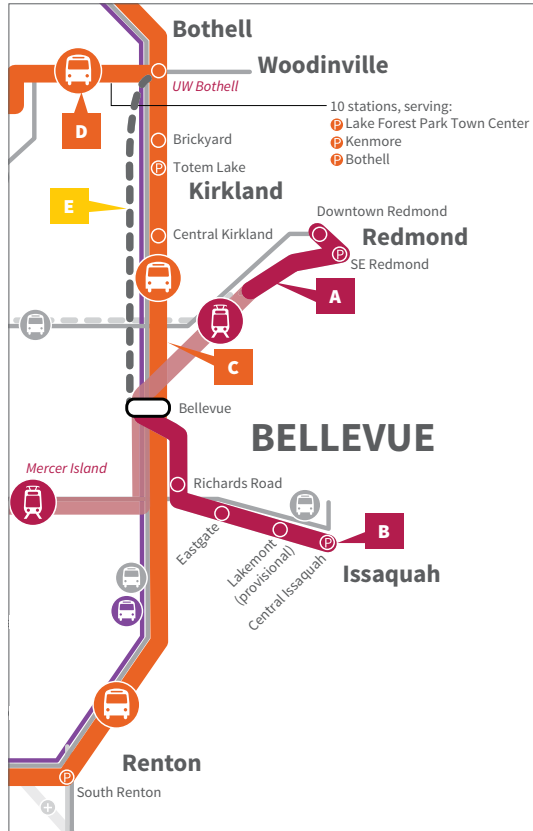 Bothell
Woodinville
UW Bothell
D
10 stations, serving:
P Lake Forest Park Town Center
P Kenmore
P Bothell
Brickyard
P Totem Lake
Kirkland
E
Downtown Redmond
Redmond
Central Kirkland
P SE Redmond
A
C
Bellevue
BELLEVUE
Mercer Island
Richards Road
Eastgate
Lakemont
(provisional)
Central Issaquah
P
B
Issaquah
Renton
P South Renton
+